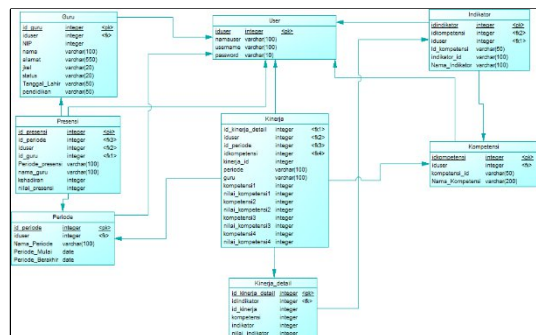 Guru
id_guru integer <pk>
iduser integer <fk>
NIP integer
nama varchar(100)
alamat varchar(550)
jkel varchar(20)
status varchar(20)
Tanggal_Lahir varchar(50)
pendidikan varchar(50)
User
iduser integer <pk>
namauser varchar(100)
username varchar(100)
password varchar(10)
Indikator
idindikator integer <pk>
idkompetensi integer <fk2>
iduser integer <fk1>
Id_kompetensi varchar(50)
indikator_id varchar(100)
Nama_Indikator varchar(100)
Presensi
id_presensi integer <pk>
id_periode integer <fk3>
iduser integer <fk2>
id_guru integer <fk1>
Periode_presensi varchar(100)
nama_guru varchar(100)
kehadiran integer
nilai_presensi integer
Kinerja
id_kinerja_detail integer <fk1>
iduser integer <fk2>
id_periode integer <fk3>
idkompetensi integer <fk4>
kinerja_id integer
periode varchar(100)
guru varchar(100)
kompetensi1 integer
nilai_kompetensi1 integer
kompetensi2 integer
nilai_kompetensi2 integer
kompetensi3 integer
nilai_kompetensi3 integer
kompetensi4 integer
nilai_kompetensi4 integer
Kompetensi
idkompetensi integer <pk>
iduser integer <fk>
kompetensi_id varchar(50)
Nama_Kompetensi varchar(200)
Periode
id_periode integer <pk>
iduser integer <fk>
Nama_Periode varchar(100)
Periode_Mulai date
Periode_Berakhir date
Kinerja_detail
id_kinerja_detail integer <pk>
idindikator integer <fk>
id_kinerja integer
kompetensi integer
indikator integer
nilai_indikator integer